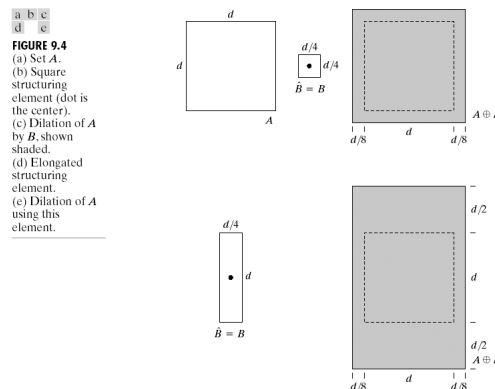 a b c
d e
FIGURE 9.4
(a) Set A.
(b) Square
structuring
element (dot is
the center).
(c) Dilation of A
by B, shown
shaded.
(d) Elongated
structuring
element.
(e) Dilation of A
using this
element.
d
d
A
d/4
d/4
B̂ = B
d/8
d
d/8
A ⊕
d/4
d
B̂ = B
d/2
d
d/2
A ⊕
d/8
d
d/8